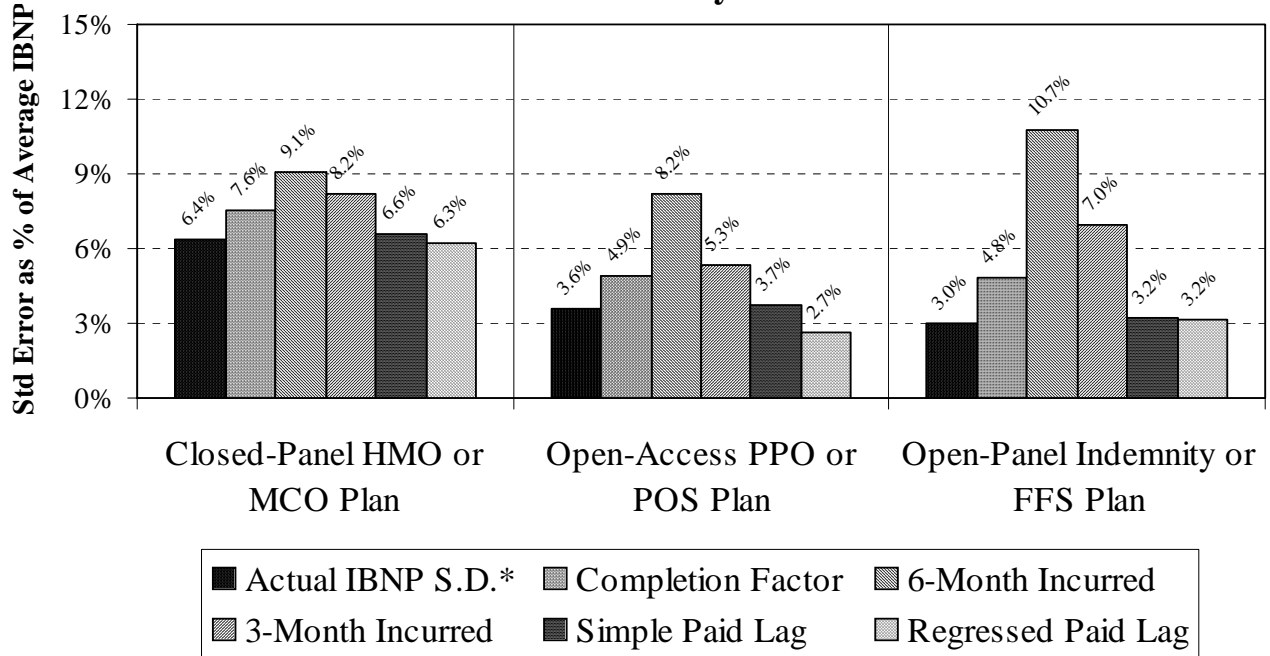 Std Error as % of Average IBNP
15%
12%
9%
6%
3%
0%
6.4%
7.6%
9.1%
8.2%
6.6%
6.3%
3.6%
4.9%
8.2%
5.3%
3.7%
2.7%
3.0%
4.8%
10.7%
7.0%
3.2%
3.2%
Closed-Panel HMO or
MCO Plan
Open-Access PPO or
POS Plan
Open-Panel Indemnity or
FFS Plan
Actual IBNP S.D.* Completion Factor 6-Month Incurred
3-Month Incurred Simple Paid Lag Regressed Paid Lag